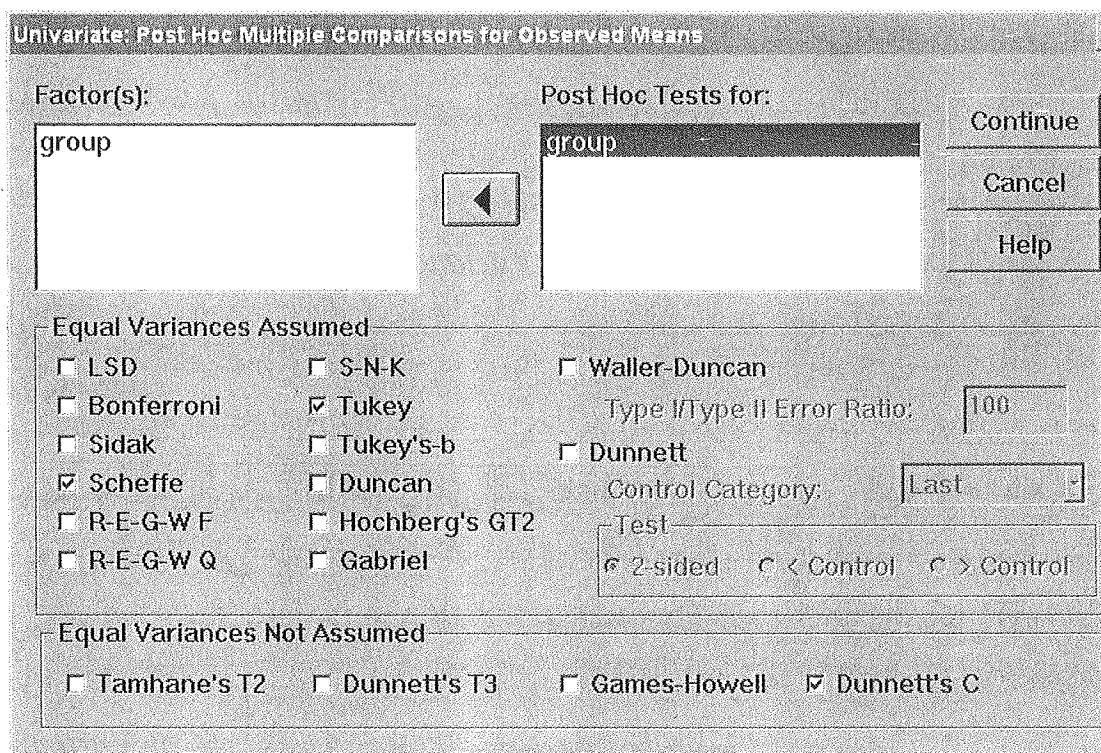 Univariate: Post Hoc Multiple Comparisons for Observed Means
Factor(s):
group
Post Hoc Tests for:
group
Continue
Cancel
Help
Equal Variances Assumed
LSD
Bonferroni
Sidak
Scheffe
R-E-G-W F
R-E-G-W Q
S-N-K
Tukey
Tukey's-b
Duncan
Hochberg's GT2
Gabriel
Waller-Duncan
Type I/Type II Error Ratio: 100
Dunnett
Control Category: Last
Test
2-sided < Control > Control
Equal Variances Not Assumed
Tamhane's T2 Dunnett's T3 Games-Howell Dunnett's C